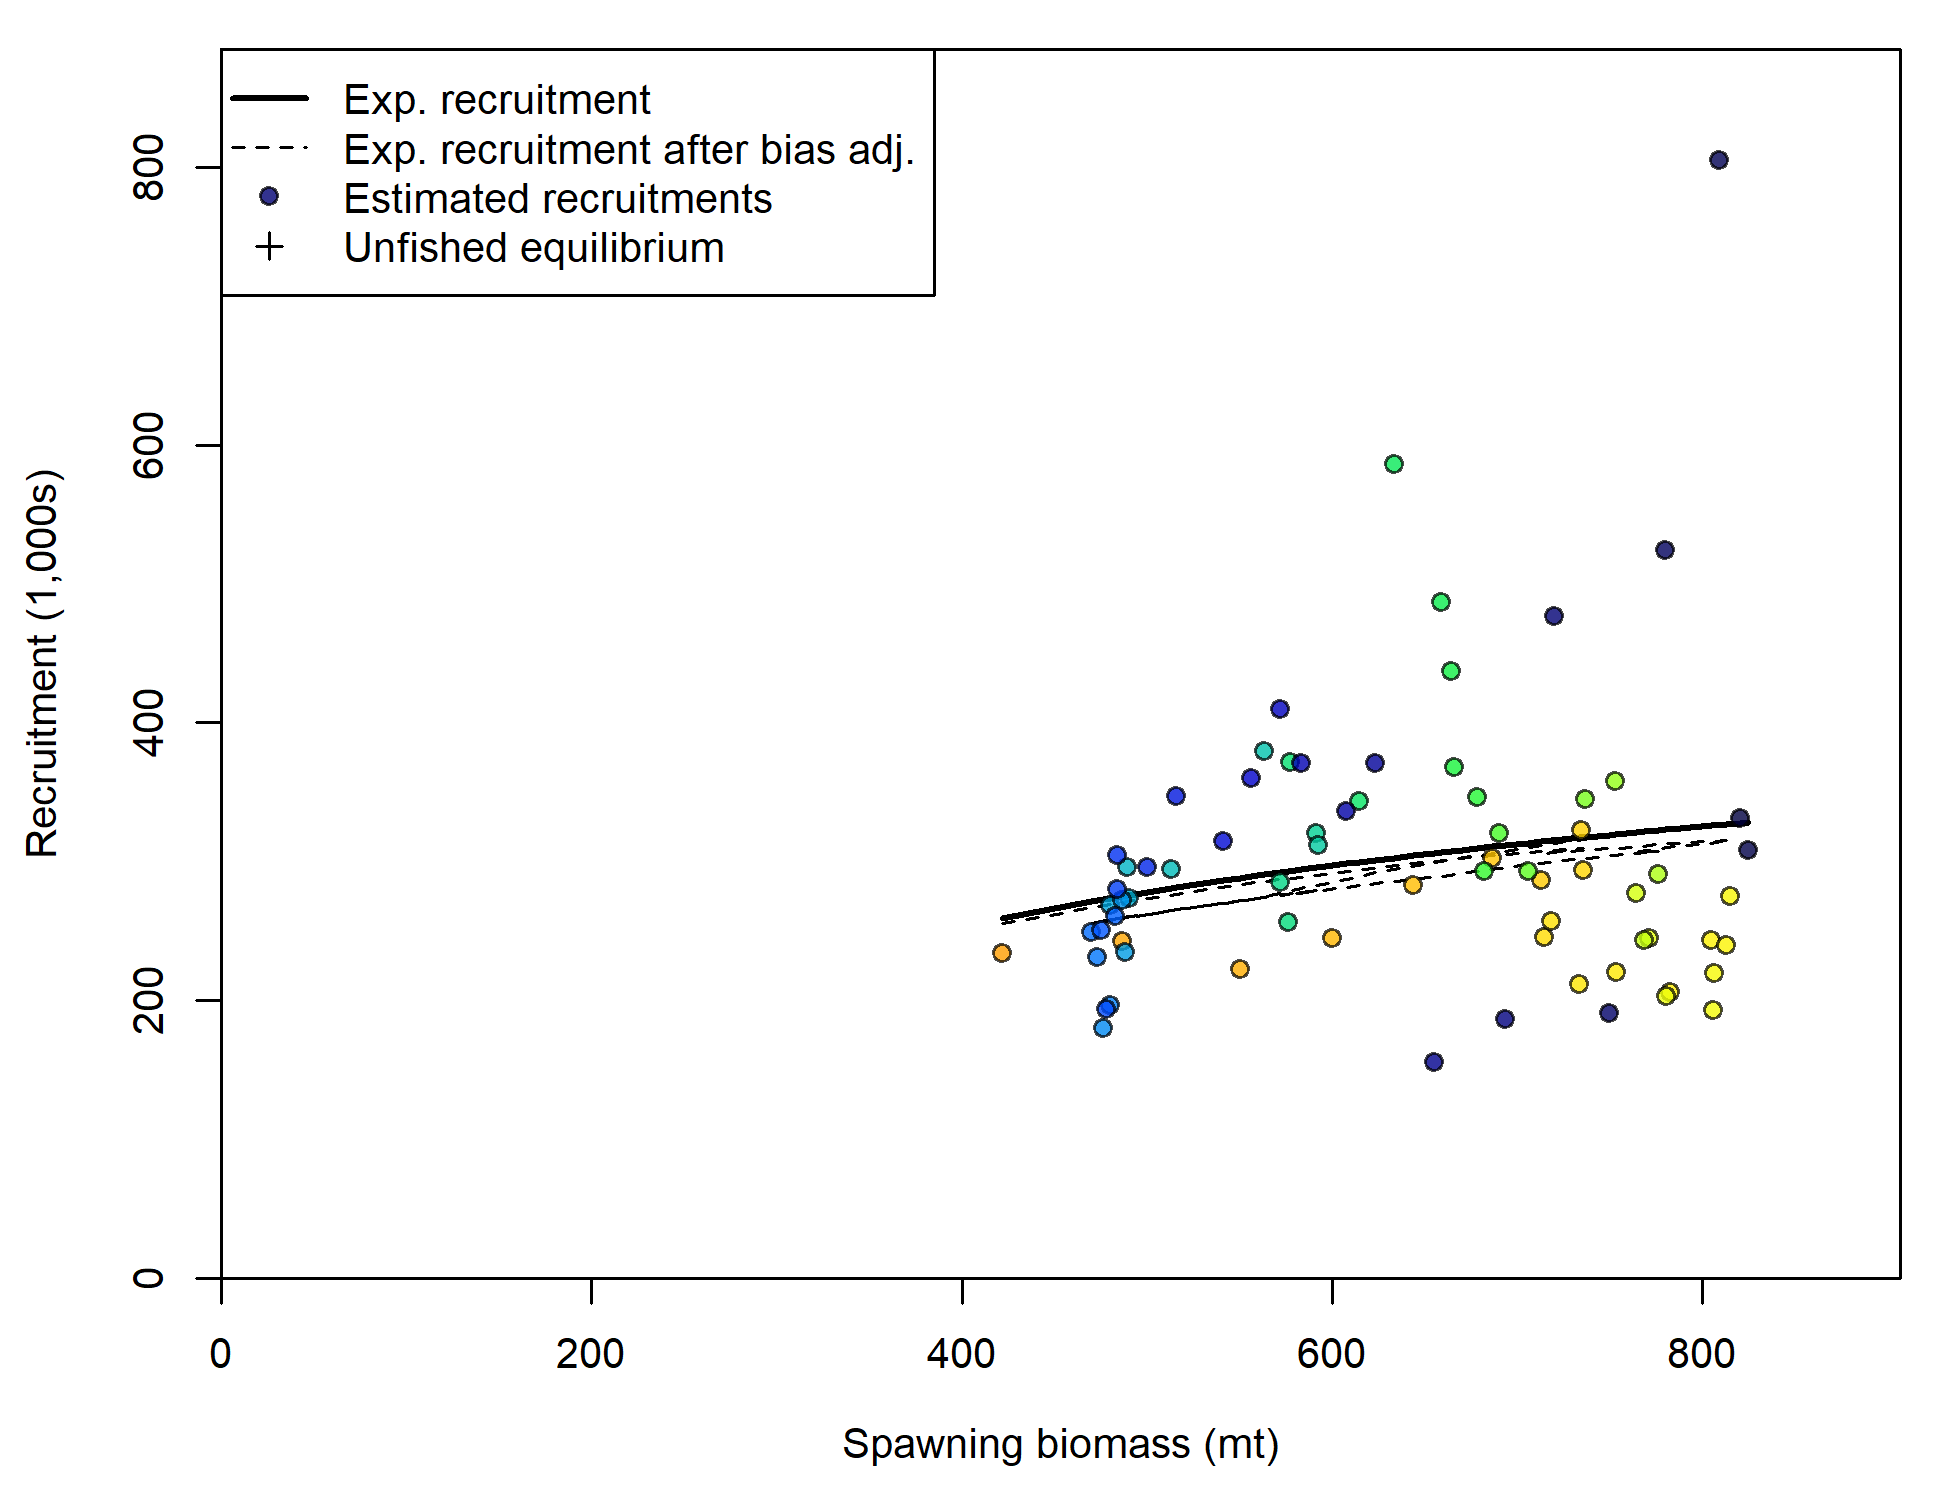 Exp. recruitment
Exp. recruitment after bias adj.
Estimated recruitments
Unfished equilibrium
Recruitment (1,000s)
800
600
400
200
0
0 200 400 600 800
Spawning biomass (mt)